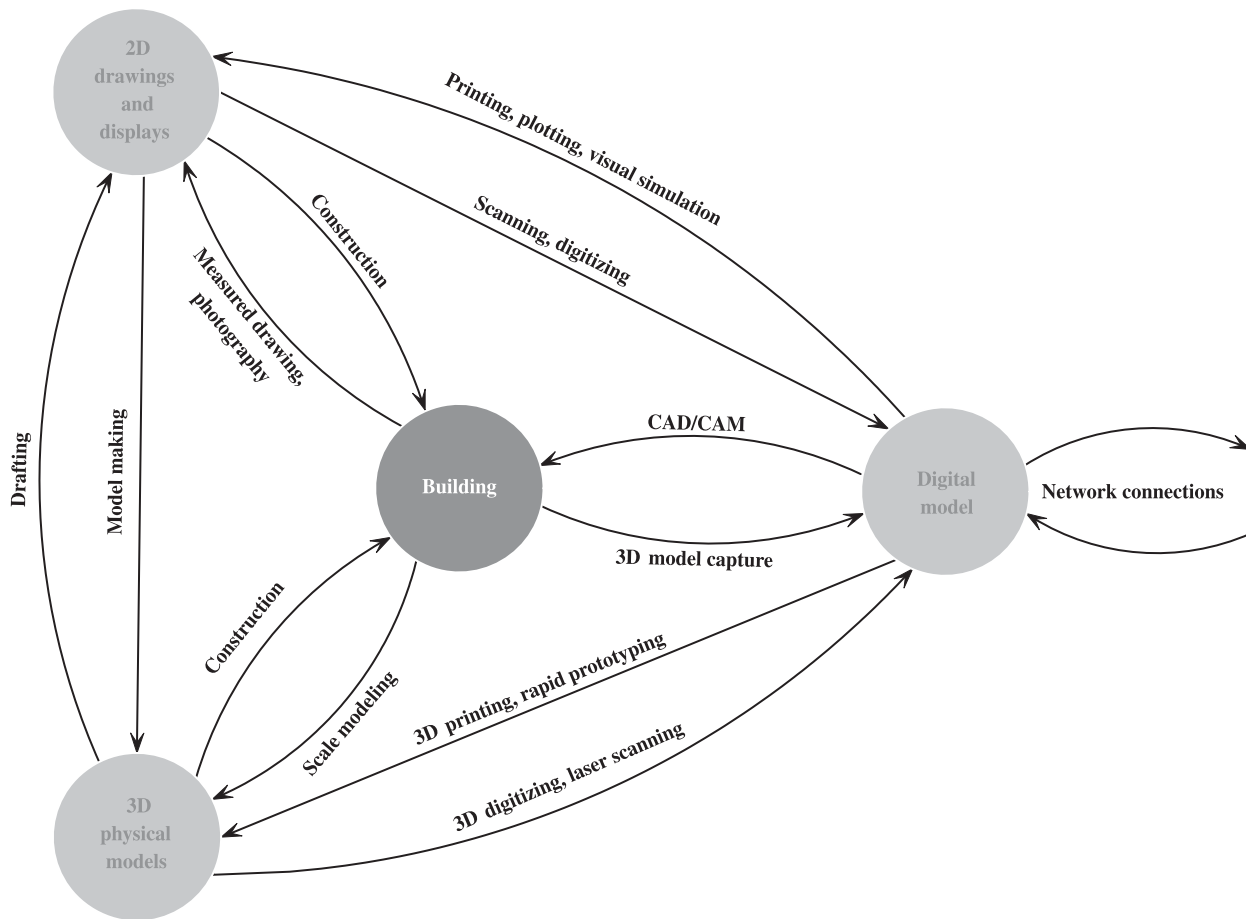 2D
drawings
and
displays
Printing, plotting, visual simulation
Scanning, digitizing
Construction
Measured drawing,
photography
Drafting
Model making
CAD/CAM
Building
Digital
model
Network connections
3D model capture
Construction
Scale modeling
3D printing, rapid prototyping
3D digitizing, laser scanning
3D
physical
models